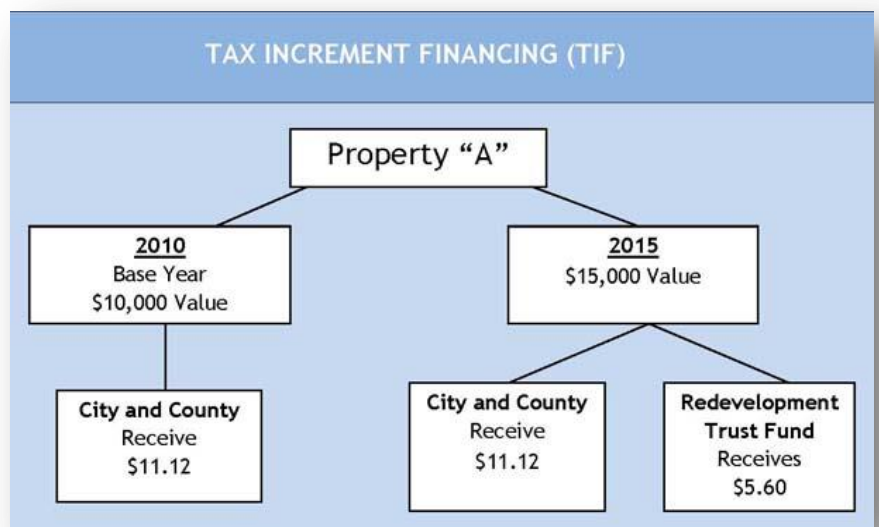 TAX INCREMENT FINANCING (TIF)
Property “A”
2010
Base Year
$10,000 Value
2015
$15,000 Value
City and County
Receive
$11.12
City and County
Receive
$11.12
Redevelopment
Trust Fund
Receives
$5.60